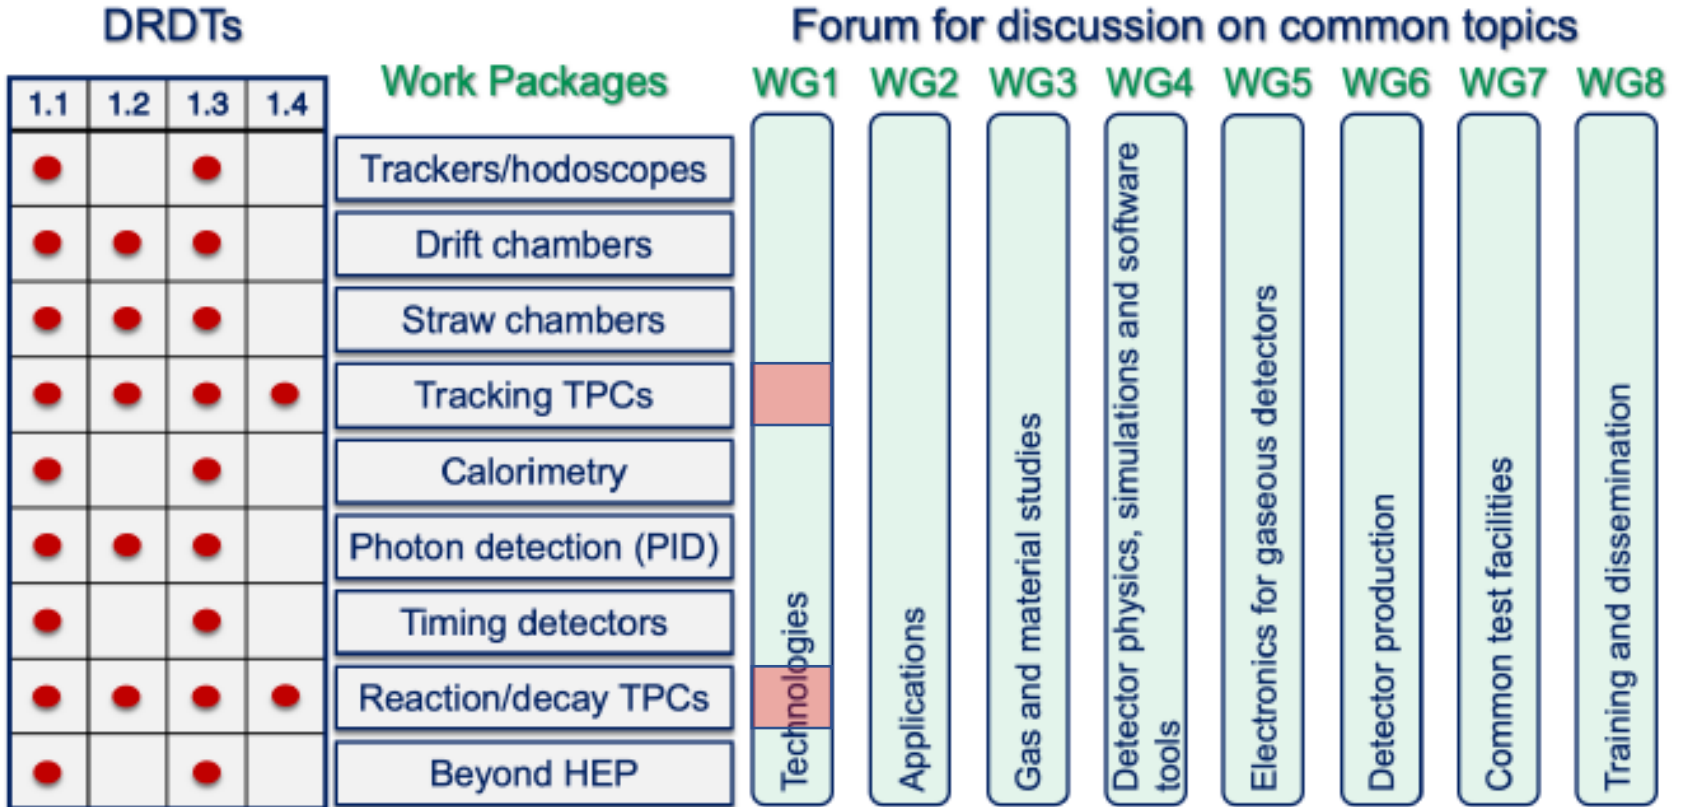 DRDTs
Forum for discussion on common topics
Work Packages
WG1 WG2 WG3 WG4 WG5 WG6 WG7 WG8
1.1 1.2 1.3 1.4
Trackers/hodoscopes
Drift chambers
Straw chambers
Tracking TPCs
Calorimetry
Photon detection (PID)
Timing detectors
Reaction/decay TPCs
Beyond HEP
Technologies
Applications
Gas and material studies
Detector physics, simulations and software
tools
Electronics for gaseous detectors
Detector production
Common test facilities
Training and dissemination